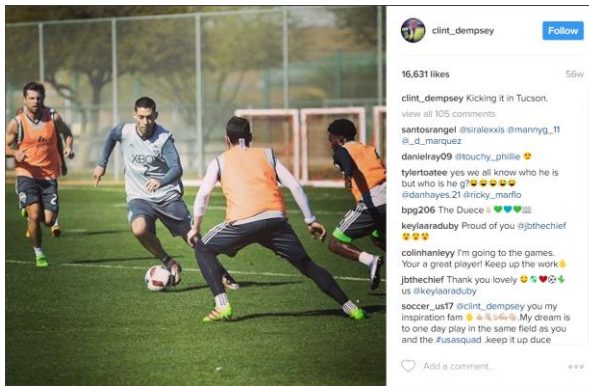 XBOX
2
clint_dempsey
Follow
16,631 likes
56w
clint_dempsey Kicking it in Tucson.
view all 105 comments
santosrangel @siralexxis @mannyg_11
@_d_marquez
danielray09 @touchy_phillie 😍
tylertoatee yes we all know who he is
but who is he g?😂😂😂😂😂
@danhayes.21 @ricky_marflo
bpg206 The Duece👌🏻💙💚💚💯
keylaaraduby Proud of you @jbthechief
😍😍😍
colinhanleyy I'm going to the games.
Your a great player! Keep up the work👌
jbthechief Thank you lovely
us @keylaaraduby
soccer_us17 @clint_dempsey you my
inspiration fam .My dream is
to one day play in the same field as you
and the #usasquad .keep it up duce
Add a comment...